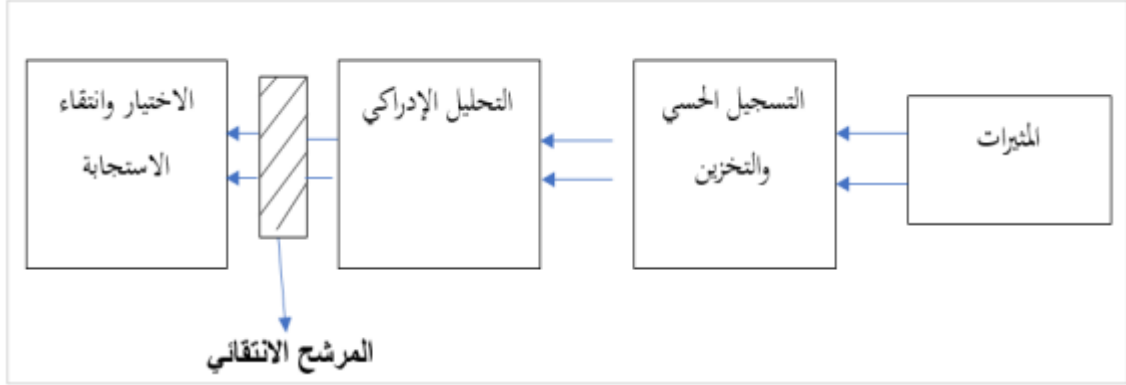 المثيرات
التسجيل الحسي
والتخزين
التحليل الإدراكي
الاختيار وانتقاء
الاستجابة
المرشح الانتقائي